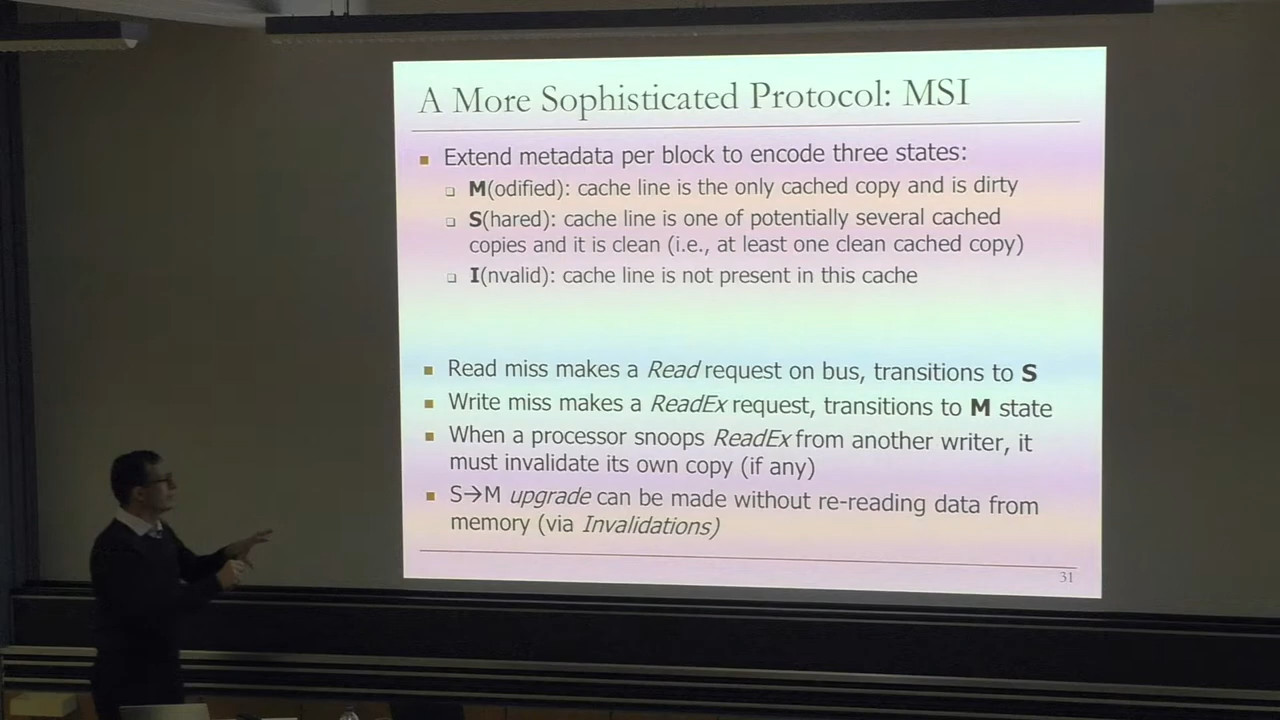 A More Sophisticated Protocol: MSI
Extend metadata per block to encode three states:
M(odified): cache line is the only cached copy and is dirty
S(hared): cache line is one of potentially several cached
copies and it is clean (i.e., at least one clean cached copy)
I(nvalid): cache line is not present in this cache
Read miss makes a Read request on bus, transitions to S
Write miss makes a ReadEx request, transitions to M state
When a processor snoops ReadEx from another writer, it
must invalidate its own copy (if any)
S→M upgrade can be made without re-reading data from
memory (via Invalidations)
31